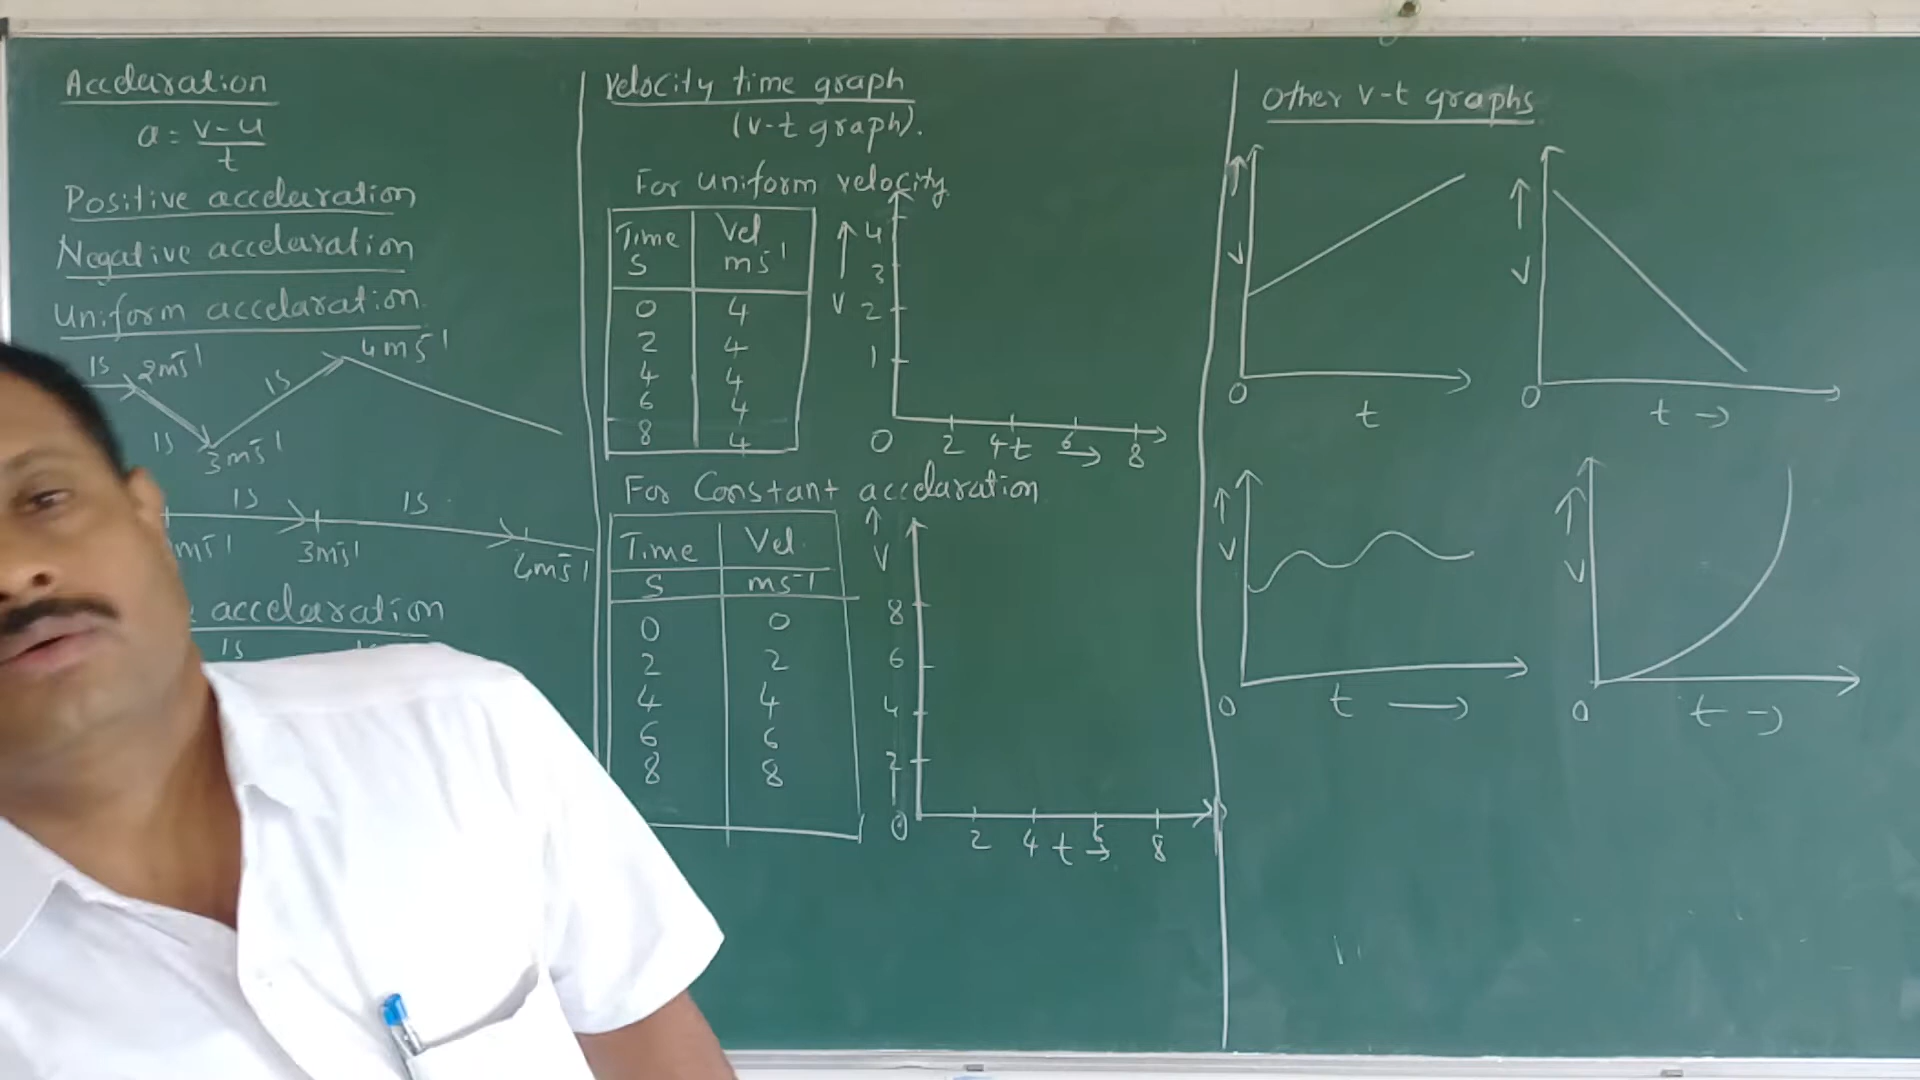 Accelaration
a = v-u
t
Positive accelaration
Negative accelaration
Uniform accelaration
1s 2ms-1 1s 4ms-1
1s 3ms-1
1s 1s
ms-1 3ms-1 4ms-1
accelaration
1s
Velocity time graph
(v-t graph).
For uniform velocity
Time Vel
S ms-1
0 4
2 4
4 4
6 4
8 4
V
4
3
2
1
0 2 4 t 6 8
For Constant accelaration
Time Vel
S ms-1
0 0
2 2
4 4
6 6
8 8
V
8
6
4
2
0
2 4 t 6 8
Other v-t graphs
V
0 t
V
0 t
V
0 t
V
0 t